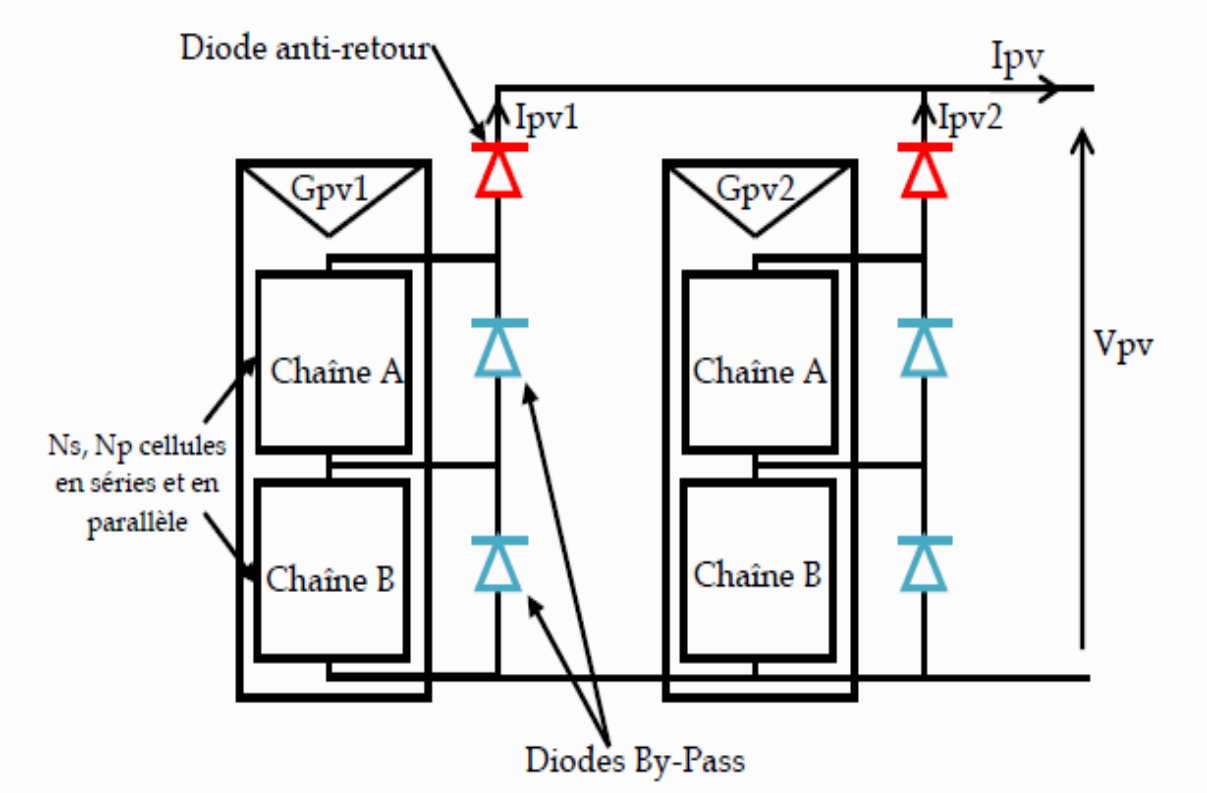 Diode anti-retour
Ipv
Ipv1
Ipv2
Gpv1
Gpv2
Chaîne A
Chaîne A
Vpv
Ns, Np cellules
en séries et en
parallèle
Chaîne B
Chaîne B
Diodes By-Pass